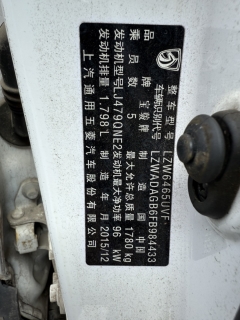 整车型号 LZW6465UVF
车辆识别代号 LZWADAGB6FB984433
品牌 宝骏牌 制造国 中国
乘员数 5 最大允许总质量 1780 kg
发动机型号 LJ479QNE2 发动机最大净功率 96 kW
发动机排量 1.798 L 制造年月 2015/12
上汽通用五菱汽车股份有限公司